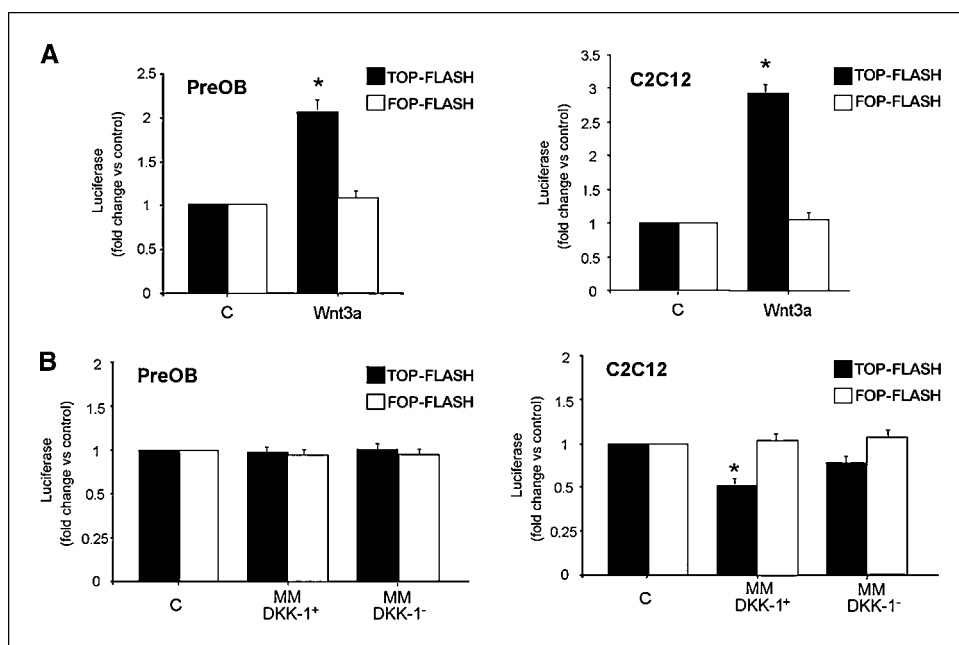 A
PreOB
TOP-FLASH
FOP-FLASH
Luciferase
(fold change vs control)
2.5
2
1.5
1
0.5
0
*
C
Wnt3a
C2C12
TOP-FLASH
FOP-FLASH
Luciferase
(fold change vs control)
3.5
3
2.5
2
1.5
1
0.5
0
*
C
Wnt3a
B
PreOB
TOP-FLASH
FOP-FLASH
Luciferase
(fold change vs control)
2
1.5
1
0.5
0.25
0
C
MM
DKK-1+
MM
DKK-1-
C2C12
TOP-FLASH
FOP-FLASH
Luciferase
(fold change vs control)
2
1.5
1
0.5
0.25
0
*
C
MM
DKK-1+
MM
DKK-1-